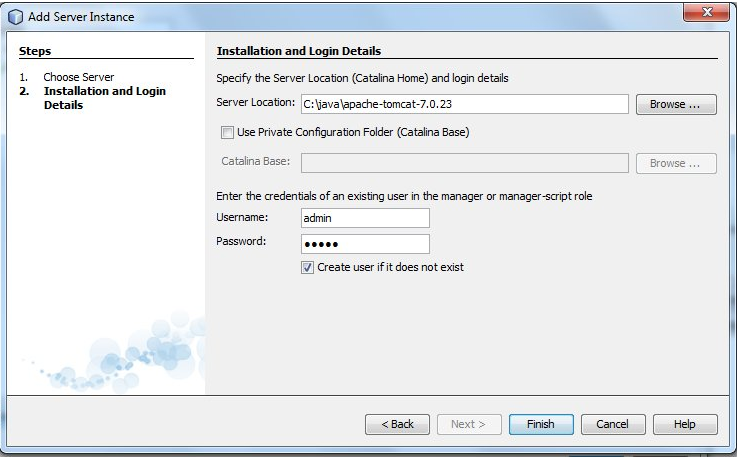 Add Server Instance
Steps
1. Choose Server
2. Installation and Login
Details
Installation and Login Details
Specify the Server Location (Catalina Home) and login details
Server Location: C:\java\apache-tomcat-7.0.23 Browse ...
Use Private Configuration Folder (Catalina Base)
Catalina Base: Browse ...
Enter the credentials of an existing user in the manager or manager-script role
Username: admin
Password: •••••
Create user if it does not exist
< Back Next > Finish Cancel Help